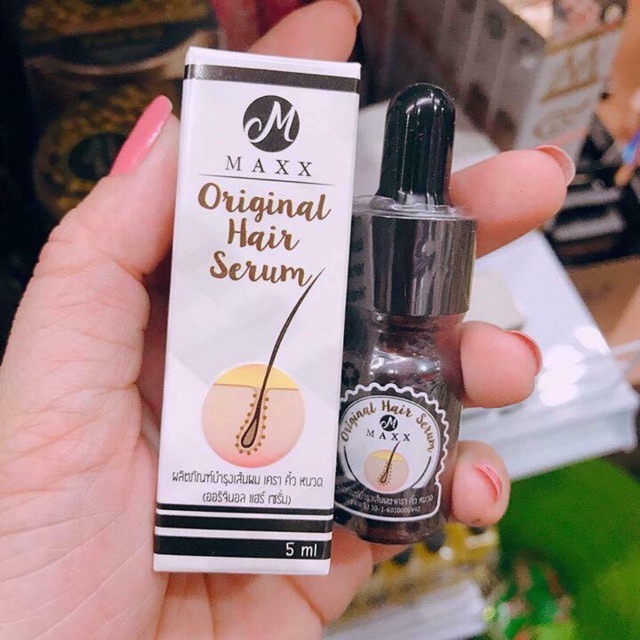 M
MAXX
Original
Hair
Serum
ผลิตภัณฑ์บำรุงเส้นผม เครา คิ้ว หนวด
(ออริจินอล แฮร์ เซรั่ม)
5 ml
Original Hair Serum
M
MAXX